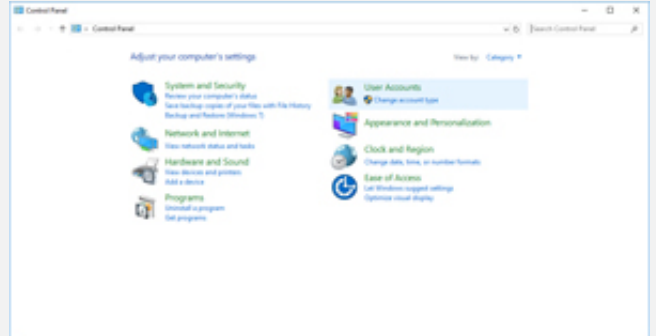 Control Panel
Control Panel
Search Control Panel
Adjust your computer's settings
View by: Category
System and Security
Review your computer's status
Save backup copies of your files with File History
Backup and Restore (Windows 7)
Network and Internet
View network status and tasks
Hardware and Sound
View devices and printers
Add a device
Programs
Uninstall a program
Get programs
User Accounts
Change account type
Appearance and Personalization
Clock and Region
Change date, time, or number formats
Ease of Access
Let Windows suggest settings
Optimize visual display